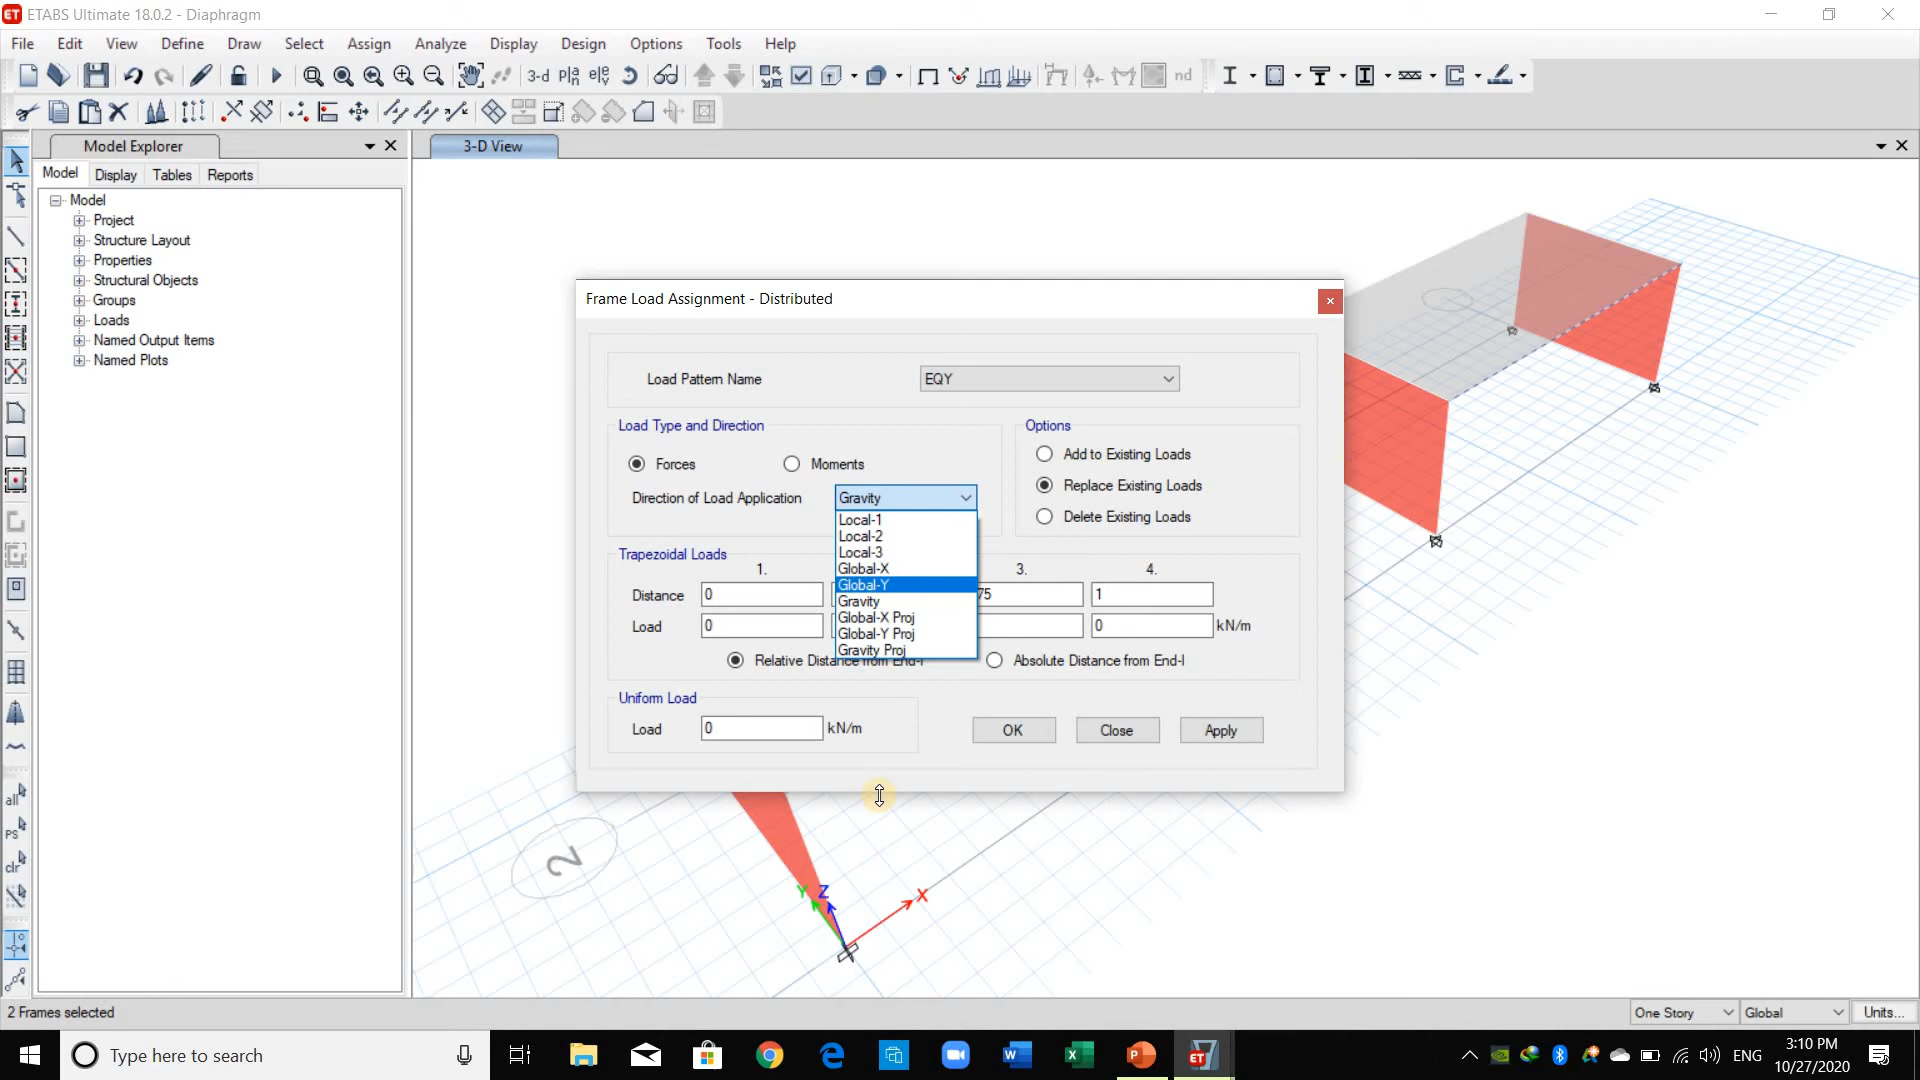 ETABS Ultimate 18.0.2 - Diaphragm
File Edit View Define Draw Select Assign Analyze Display Design Options Tools Help
3-d Pla ele nd
Model Explorer
3-D View
Model Display Tables Reports
Model
Project
Structure Layout
Properties
Structural Objects
Groups
Loads
Named Output Items
Named Plots
Frame Load Assignment - Distributed
Load Pattern Name EQY
Load Type and Direction
Forces Moments
Direction of Load Application Gravity
Local-1
Local-2
Local-3
Global-X
Global-Y
Gravity
Global-X Proj
Global-Y Proj
Gravity Proj
Options
Add to Existing Loads
Replace Existing Loads
Delete Existing Loads
Trapezoidal Loads
1. 3. 4.
Distance 0 75 1
Load 0 0 kN/m
Relative Distance from End-I Absolute Distance from End-I
Uniform Load
Load 0 kN/m
OK Close Apply
all
ps
clr
2
Y Z X
2 Frames selected
One Story Global Units...
Type here to search
ENG
3:10 PM
10/27/2020